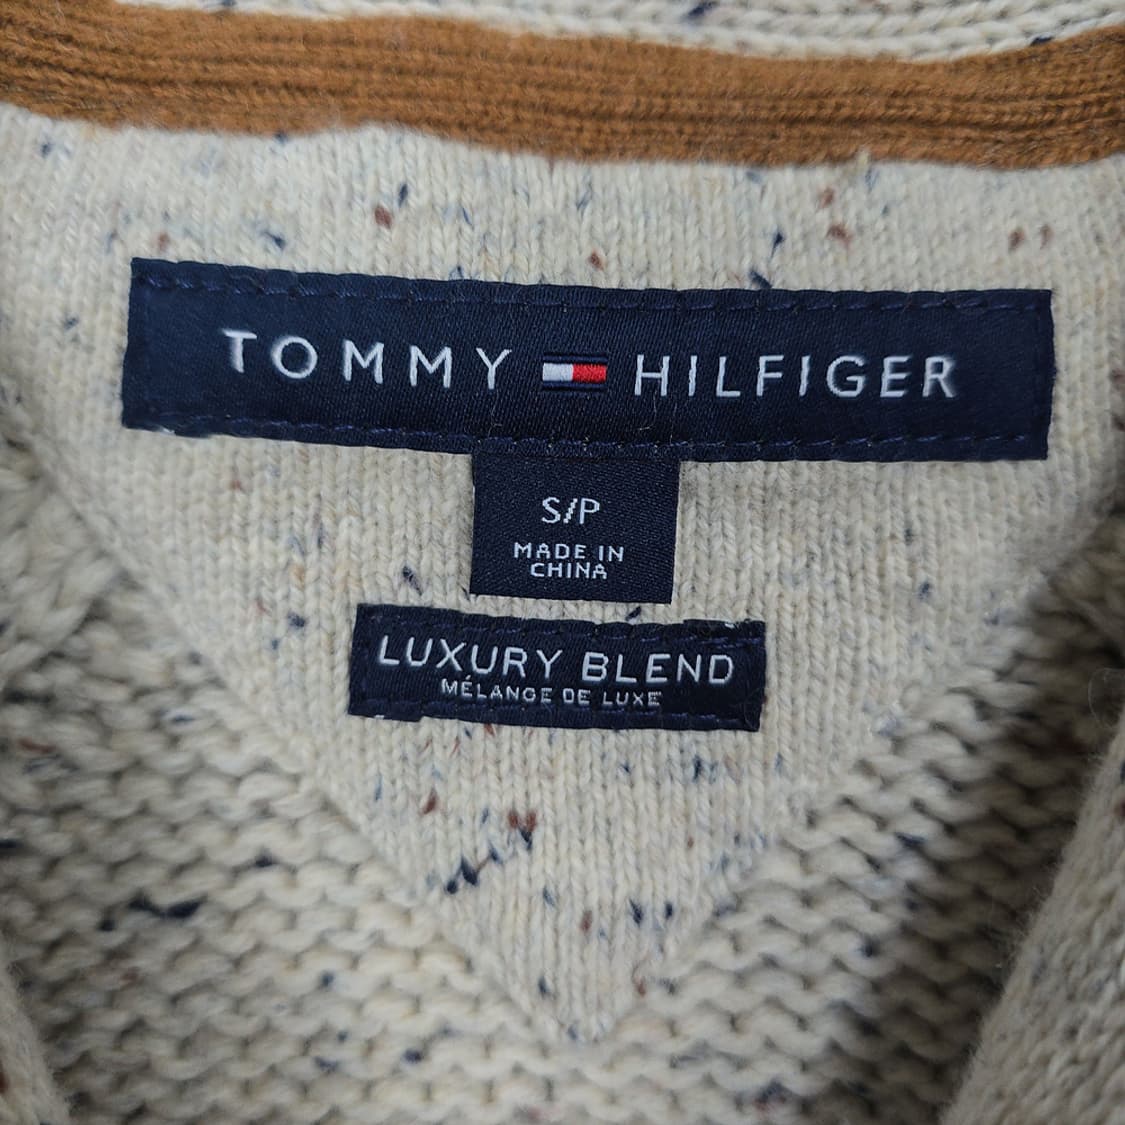 TOMMY HILFIGER
S/P
MADE IN
CHINA
LUXURY BLEND
MÉLANGE DE LUXE